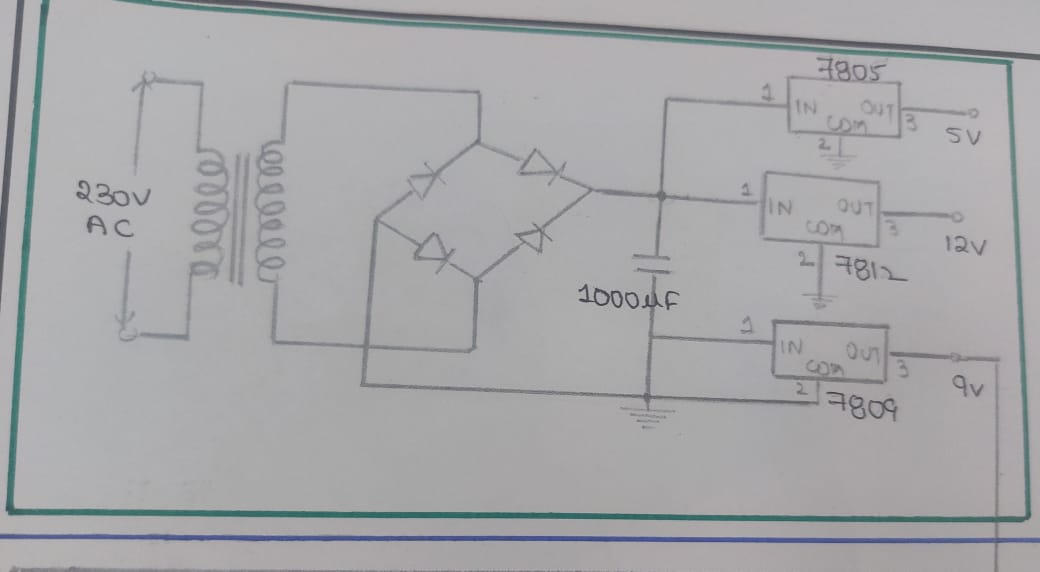 7805
1
IN
OUT
COM
3
2
5V
230V
AC
1
IN
OUT
COM
3
2
7812
12V
1000µF
1
IN
OUT
COM
3
2
7809
9V